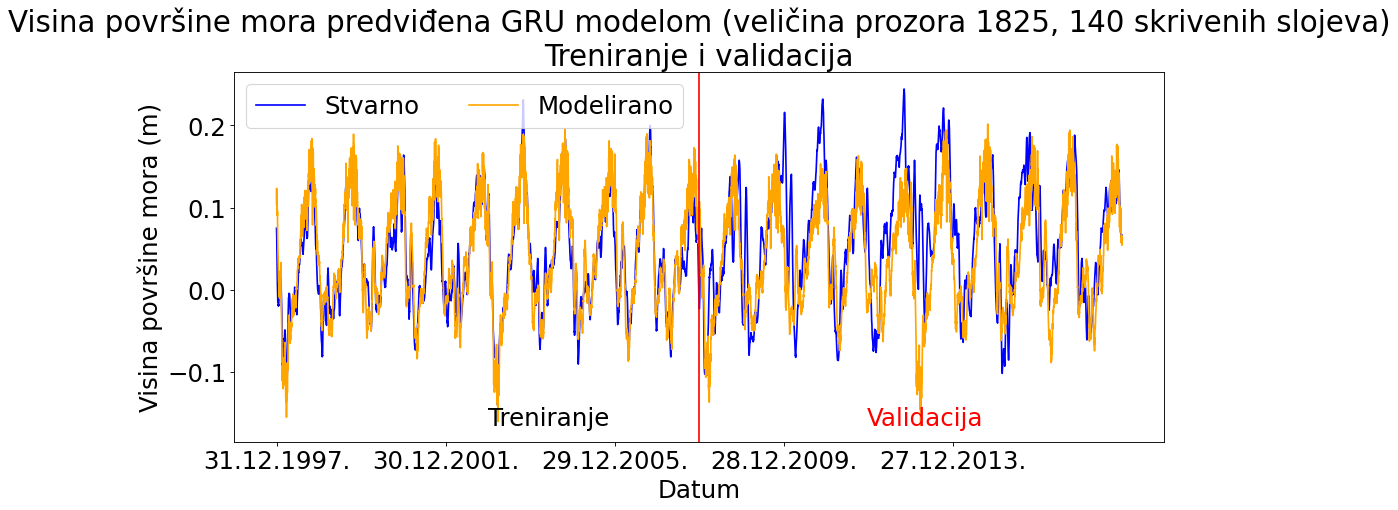 Visina površine mora predviđena GRU modelom (veličina prozora 1825, 140 skrivenih slojeva)
Treniranje i validacija
Stvarno
Modelirano
Visina površine mora (m)
0.2
0.1
0.0
−0.1
Treniranje
Validacija
31.12.1997.
30.12.2001.
29.12.2005.
28.12.2009.
27.12.2013.
Datum